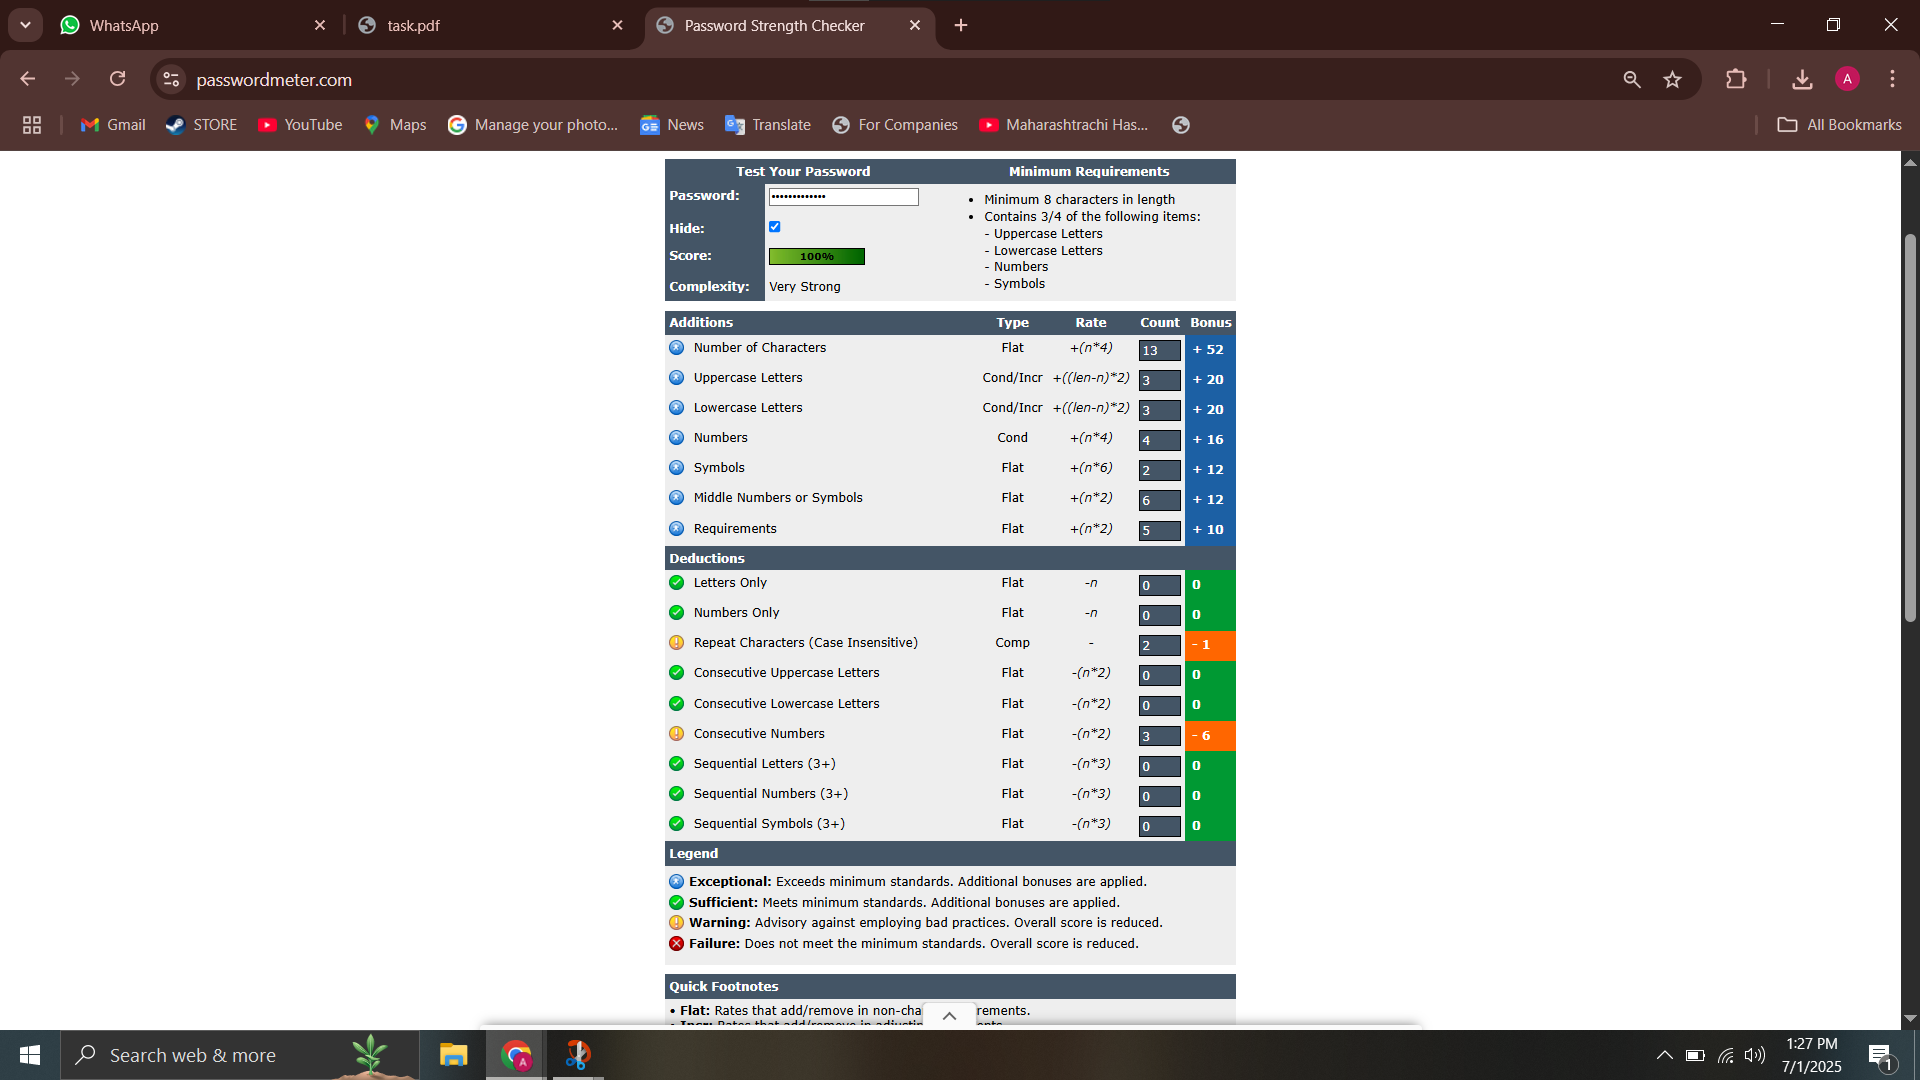 WhatsApp
task.pdf
Password Strength Checker
passwordmeter.com
A
Gmail
STORE
YouTube
Maps
Manage your photo...
News
Translate
For Companies
Maharashtrachi Has...
All Bookmarks
Test Your Password Minimum Requirements
Password: •••••••••••••
Hide:
Score: 100%
Complexity: Very Strong
• Minimum 8 characters in length
• Contains 3/4 of the following items:
- Uppercase Letters
- Lowercase Letters
- Numbers
- Symbols
Additions Type Rate Count Bonus
Number of Characters Flat +(n*4) 13 + 52
Uppercase Letters Cond/Incr +((len-n)*2) 3 + 20
Lowercase Letters Cond/Incr +((len-n)*2) 3 + 20
Numbers Cond +(n*4) 4 + 16
Symbols Flat +(n*6) 2 + 12
Middle Numbers or Symbols Flat +(n*2) 6 + 12
Requirements Flat +(n*2) 5 + 10
Deductions
Letters Only Flat -n 0 0
Numbers Only Flat -n 0 0
Repeat Characters (Case Insensitive) Comp - 2 - 1
Consecutive Uppercase Letters Flat -(n*2) 0 0
Consecutive Lowercase Letters Flat -(n*2) 0 0
Consecutive Numbers Flat -(n*2) 3 - 6
Sequential Letters (3+) Flat -(n*3) 0 0
Sequential Numbers (3+) Flat -(n*3) 0 0
Sequential Symbols (3+) Flat -(n*3) 0 0
Legend
Exceptional: Exceeds minimum standards. Additional bonuses are applied.
Sufficient: Meets minimum standards. Additional bonuses are applied.
Warning: Advisory against employing bad practices. Overall score is reduced.
Failure: Does not meet the minimum standards. Overall score is reduced.
Quick Footnotes
• Flat: Rates that add/remove in
Search web & more
1:27 PM
7/1/2025
1